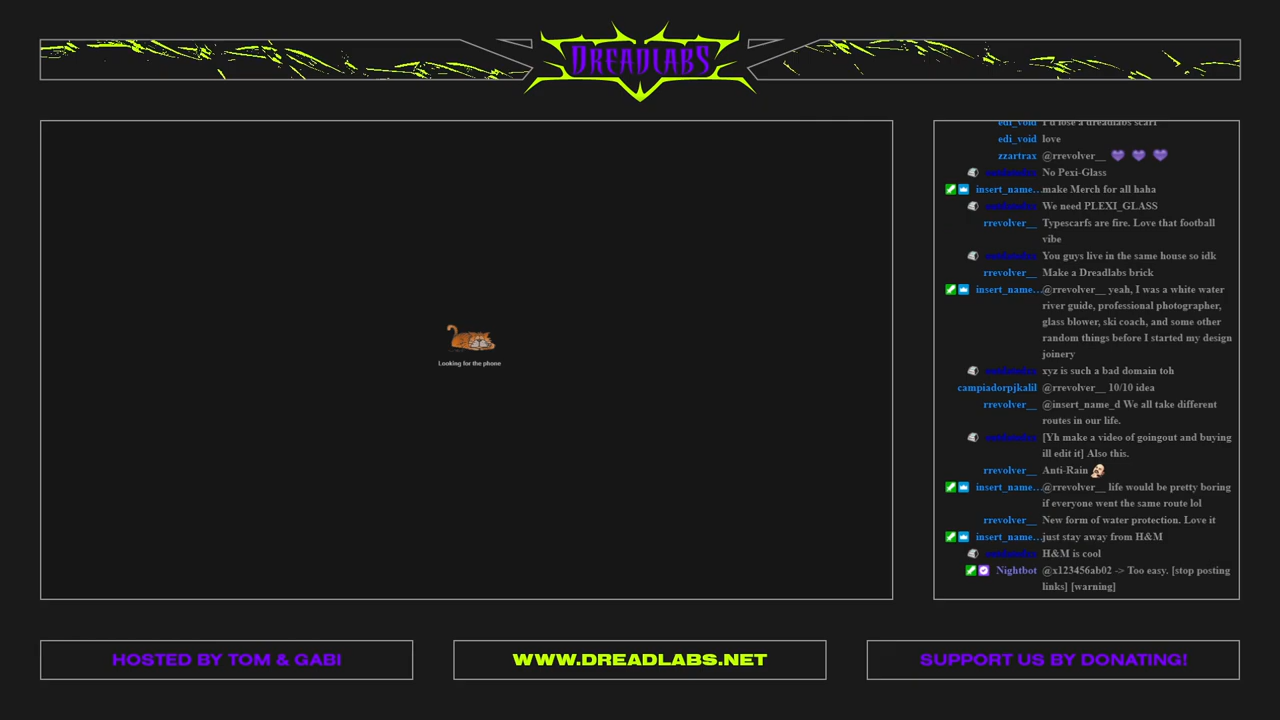 DREADLABS
edi_void I'd lose a dreadlabs scarf
edi_void love
zzartrax @rrevolver__
No Pexi-Glass
insert_name... make Merch for all haha
We need PLEXI_GLASS
rrevolver__ Typescarfs are fire. Love that football
vibe
You guys live in the same house so idk
rrevolver__ Make a Dreadlabs brick
insert_name... @rrevolver__ yeah, I was a white water
river guide, professional photographer,
glass blower, ski coach, and some other
random things before I started my design
joinery
xyz is such a bad domain toh
campiadorpjkalil @rrevolver__ 10/10 idea
rrevolver__ @insert_name_d We all take different
routes in our life.
[Yh make a video of goingout and buying
ill edit it] Also this.
rrevolver__ Anti-Rain
insert_name... @rrevolver__ life would be pretty boring
if everyone went the same route lol
rrevolver__ New form of water protection. Love it
insert_name... just stay away from H&M
H&M is cool
Nightbot @x123456ab02 -> Too easy. [stop posting
links] [warning]
Looking for the phone
HOSTED BY TOM & GABI
WWW.DREADLABS.NET
SUPPORT US BY DONATING!